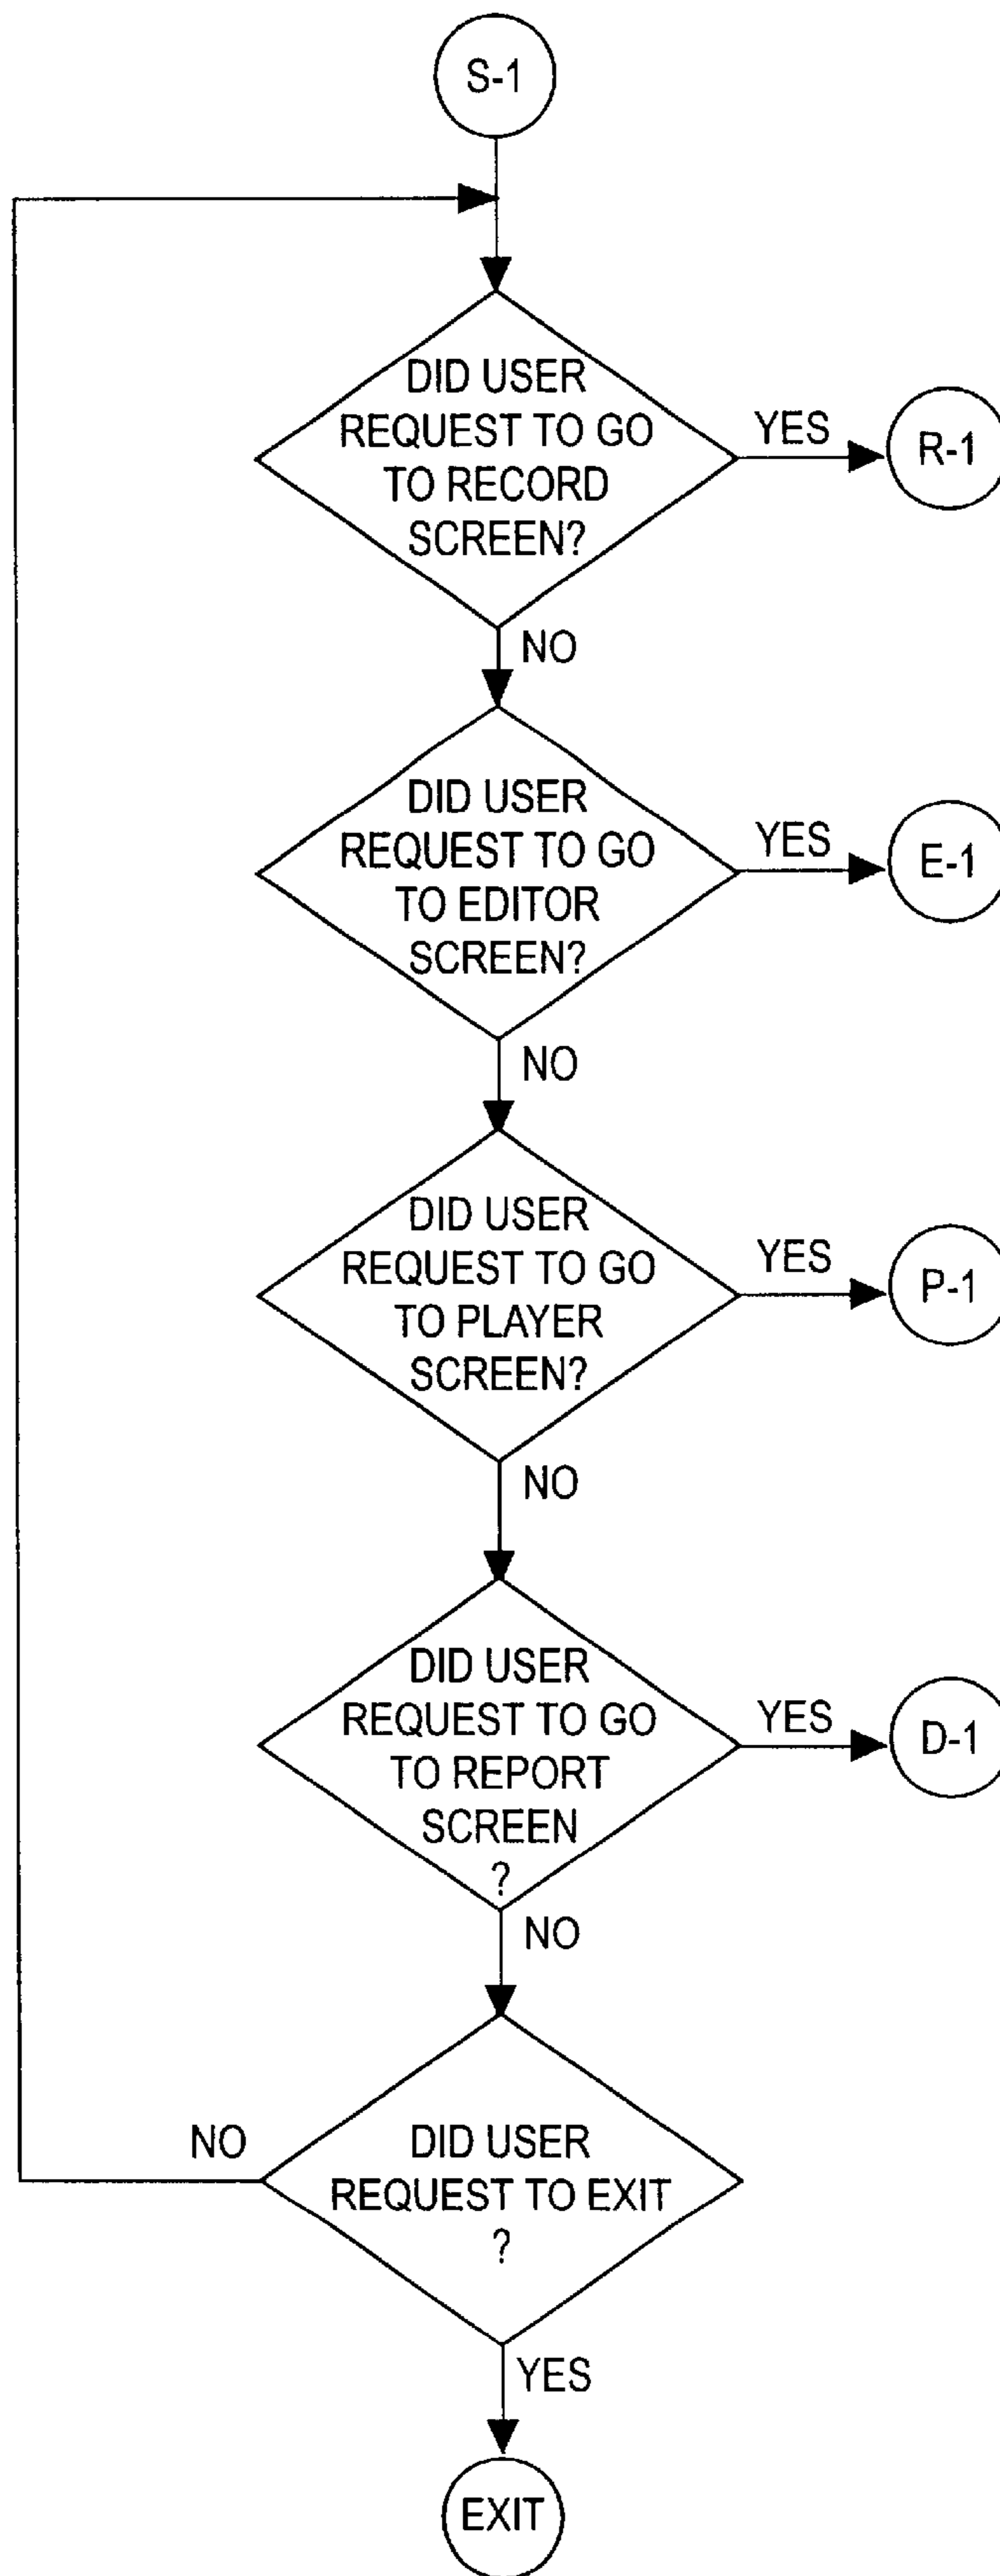 S-1
DID USER
REQUEST TO GO
TO RECORD
SCREEN?
YES
R-1
NO
DID USER
REQUEST TO GO
TO EDITOR
SCREEN?
YES
E-1
NO
DID USER
REQUEST TO GO
TO PLAYER
SCREEN?
YES
P-1
NO
DID USER
REQUEST TO GO
TO REPORT
SCREEN
?
YES
D-1
NO
DID USER
REQUEST TO EXIT
?
NO
YES
EXIT